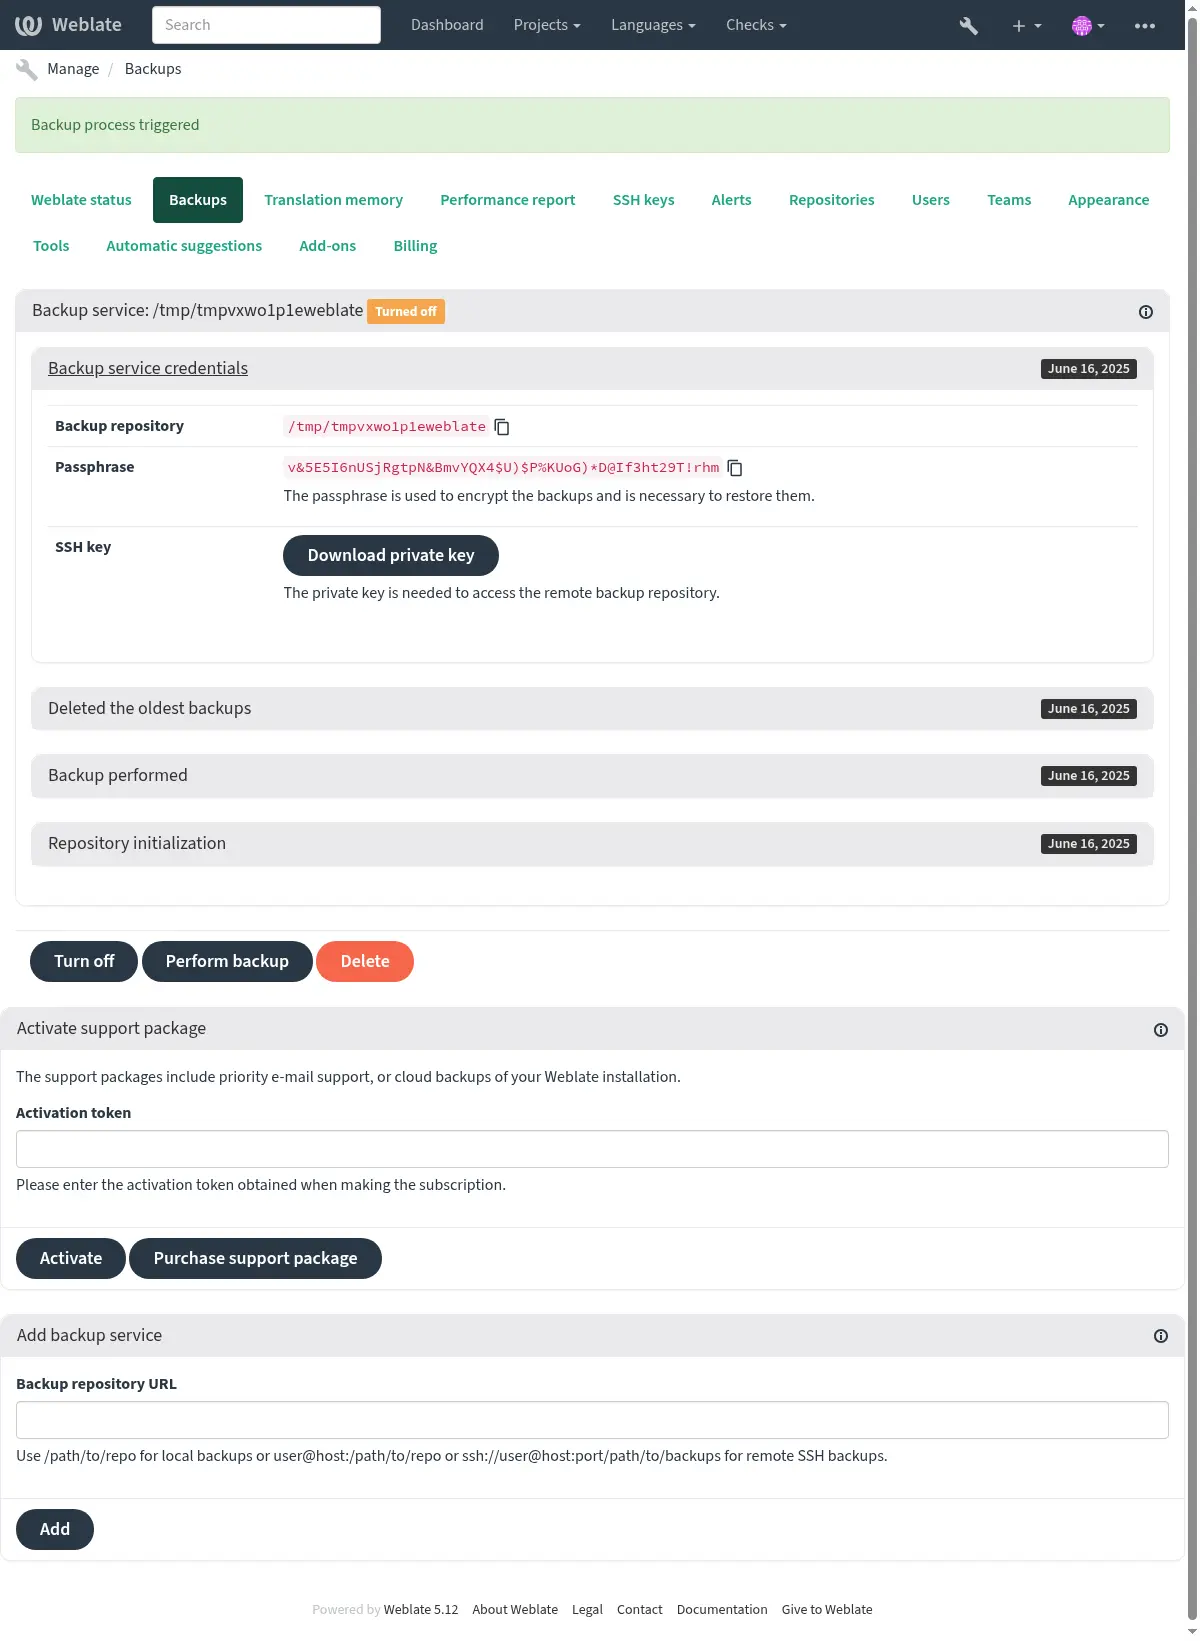 Weblate
Search
Dashboard
Projects
Languages
Checks
Manage / Backups
Backup process triggered
Weblate status
Backups
Translation memory
Performance report
SSH keys
Alerts
Repositories
Users
Teams
Appearance
Tools
Automatic suggestions
Add-ons
Billing
Backup service: /tmp/tmpvxwo1p1eweblate Turned off
Backup service credentials June 16, 2025
Backup repository /tmp/tmpvxwo1p1eweblate
Passphrase v&5E5I6nUSjRgtpN&BmvYQX4$U)$P%KUoG)*D@If3ht29T!rhm
The passphrase is used to encrypt the backups and is necessary to restore them.
SSH key Download private key
The private key is needed to access the remote backup repository.
Deleted the oldest backups June 16, 2025
Backup performed June 16, 2025
Repository initialization June 16, 2025
Turn off Perform backup Delete
Activate support package
The support packages include priority e-mail support, or cloud backups of your Weblate installation.
Activation token
Please enter the activation token obtained when making the subscription.
Activate Purchase support package
Add backup service
Backup repository URL
Use /path/to/repo for local backups or user@host:/path/to/repo or ssh://user@host:port/path/to/backups for remote SSH backups.
Add
Powered by Weblate 5.12 About Weblate Legal Contact Documentation Give to Weblate